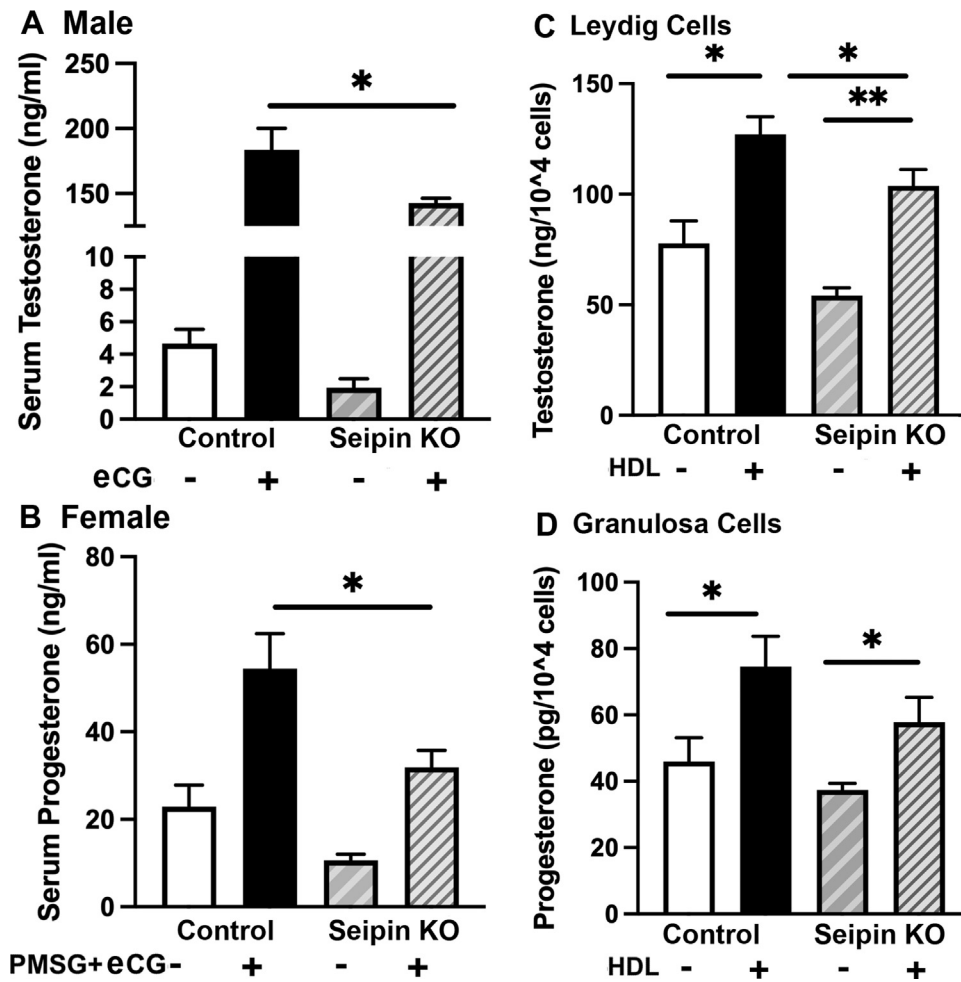 A Male
Serum Testosterone (ng/ml)
250
200
150
10
8
6
4
2
0
*
Control
Seipin KO
eCG - + - +
B Female
Serum Progesterone (ng/ml)
80
60
40
20
0
*
Control
Seipin KO
PMSG+eCG- + - +
C Leydig Cells
Testosterone (ng/10^4 cells)
150
100
50
0
* *
**
Control
Seipin KO
HDL - + - +
D Granulosa Cells
Progesterone (pg/10^4 cells)
100
80
60
40
20
0
*
*
Control
Seipin KO
HDL - + - +